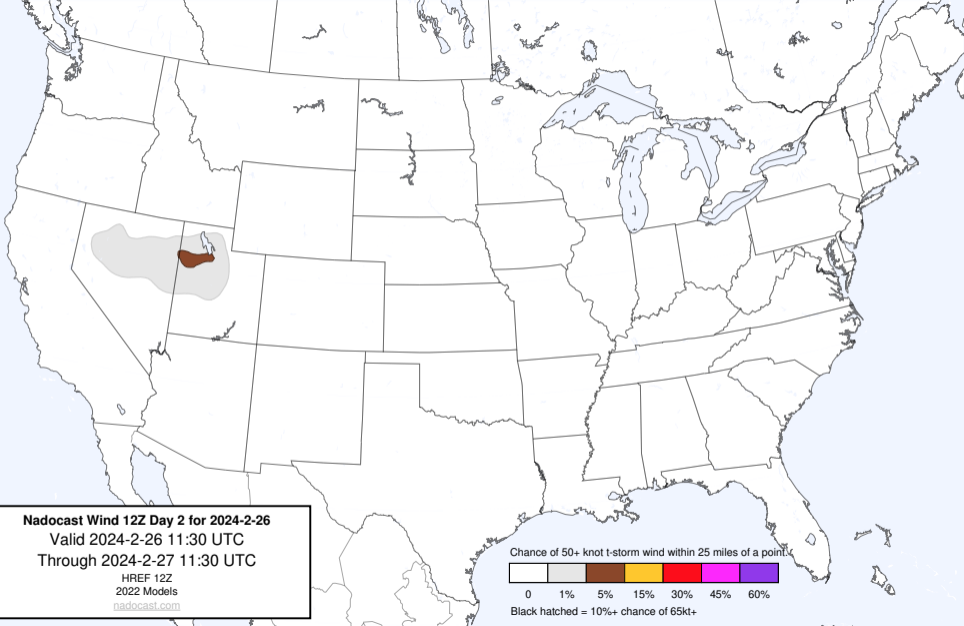 Nadocast Wind 12Z Day 2 for 2024-2-26
Valid 2024-2-26 11:30 UTC
Through 2024-2-27 11:30 UTC
HREF 12Z
2022 Models
nadocast.com
Chance of 50+ knot t-storm wind within 25 miles of a point.
0 1% 5% 15% 30% 45% 60%
Black hatched = 10%+ chance of 65kt+